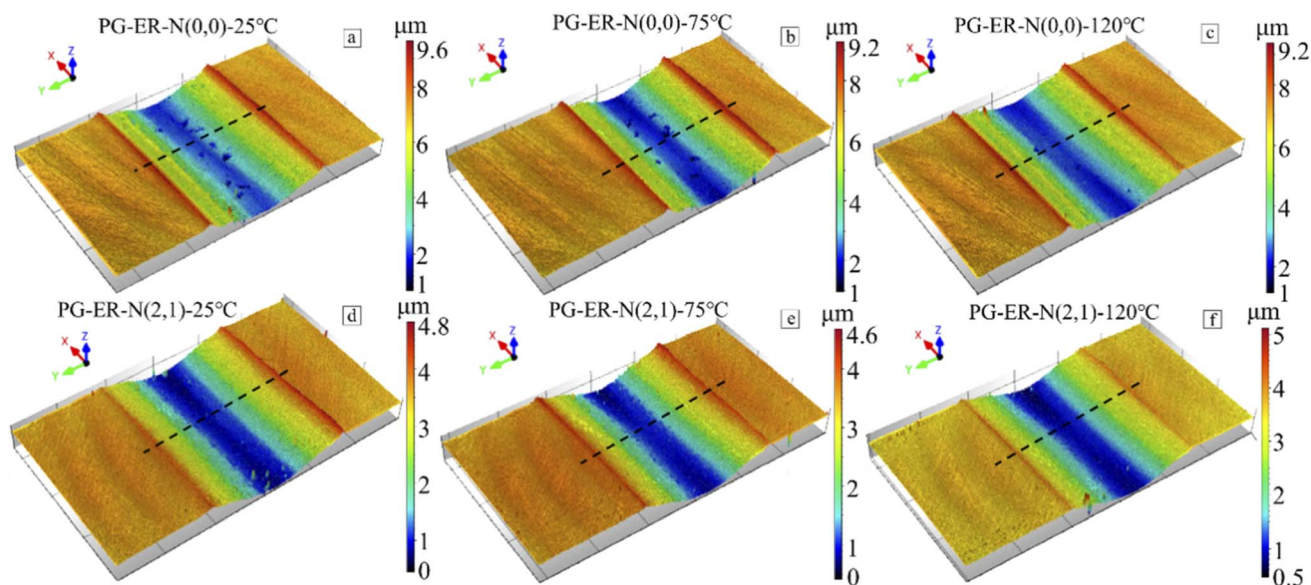 PG-ER-N(0,0)-25°C
a
μm
9.6
8
6
4
2
1
X
Z
Y
PG-ER-N(0,0)-75°C
b
μm
9.2
8
6
4
2
1
X
Z
Y
PG-ER-N(0,0)-120°C
c
μm
9.2
8
6
4
2
1
X
Z
Y
PG-ER-N(2,1)-25°C
d
μm
4.8
4
3
2
1
0
X
Z
Y
PG-ER-N(2,1)-75°C
e
μm
4.6
4
3
2
1
0
X
Z
Y
PG-ER-N(2,1)-120°C
f
μm
5
4
3
2
1
0.5
X
Z
Y